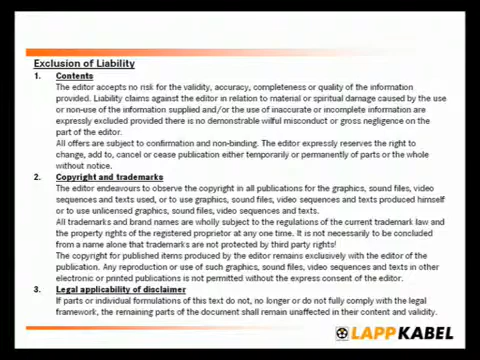 Exclusion of Liability
1. Contents
The editor accepts no risk for the validity, accuracy, completeness or quality of the information
provided. Liability claims against the editor in relation to material or spiritual damage caused by the use
or non-use of the information supplied and/or the use of inaccurate or incomplete information are
expressly excluded provided there is no demonstrable wilful misconduct or gross negligence on the
part of the editor.
All offers are subject to confirmation and non-binding. The editor expressly reserves the right to
change, add to, cancel or cease publication either temporarily or permanently of parts or the whole
without notice.
2. Copyright and trademarks
The editor endeavours to observe the copyright in all publications for the graphics, sound files, video
sequences and texts used, or to use graphics, sound files, video sequences and texts produced himself
or to use unlicensed graphics, sound files, video sequences and texts.
All trademarks and brand names are wholly subject to the regulations of the current trademark law and
the property rights of the registered proprietor at any one time. It is not necessarily to be concluded
from a name alone that trademarks are not protected by third party rights!
The copyright for published items produced by the editor remains exclusively with the editor of the
publication. Any reproduction or use of such graphics, sound files, video sequences and texts in other
electronic or printed publications is not permitted without the express consent of the editor.
3. Legal applicability of disclaimer
If parts or individual formulations of this text do not, no longer or do not fully comply with the legal
framework, the remaining parts of the document shall remain unaffected in their content and validity.
LAPP KABEL